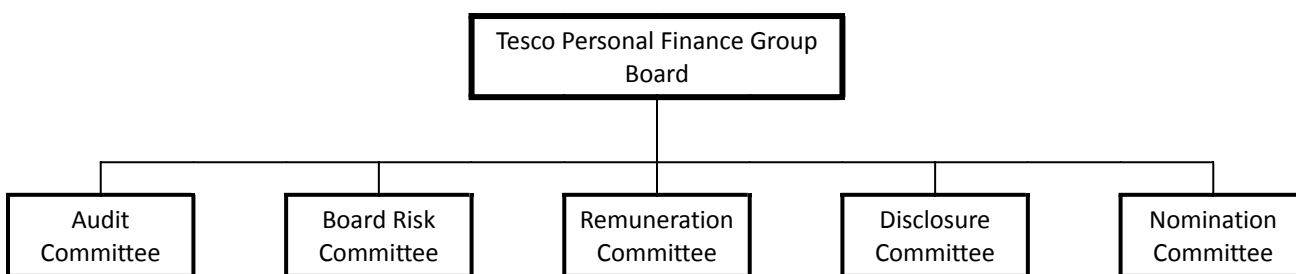 Tesco Personal Finance Group
Board
Audit
Committee
Board Risk
Committee
Remuneration
Committee
Disclosure
Committee
Nomination
Committee